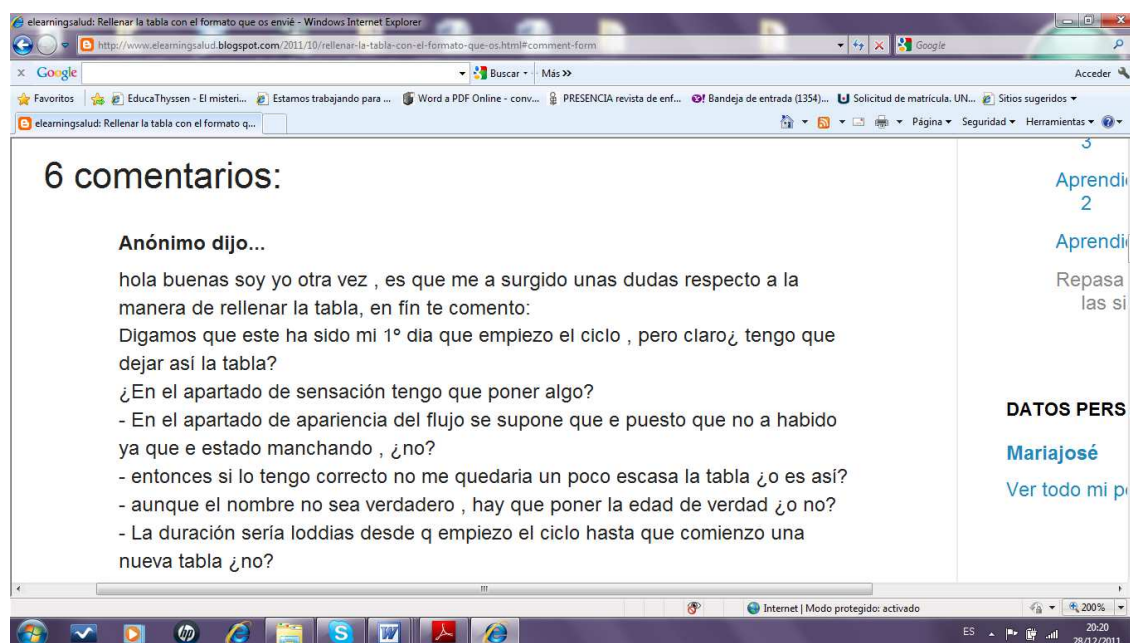 elearningsalud: Rellenar la tabla con el formato que os envié - Windows Internet Explorer
http://www.elearningsalud.blogspot.com/2011/10/rellenar-la-tabla-con-el-formato-que-os.html#comment-form
Google
x Google Buscar Más >> Acceder
Favoritos EducaThyssen - El misteri... Estamos trabajando para ... Word a PDF Online - conv... PRESENCIA revista de enf... Bandeja de entrada (1354)... Solicitud de matrícula. UN... Sitios sugeridos
elearningsalud: Rellenar la tabla con el formato q... Página Seguridad Herramientas
6 comentarios:
Anónimo dijo...
hola buenas soy yo otra vez , es que me a surgido unas dudas respecto a la
manera de rellenar la tabla, en fín te comento:
Digamos que este ha sido mi 1º dia que empiezo el ciclo , pero claro¿ tengo que
dejar así la tabla?
¿En el apartado de sensación tengo que poner algo?
- En el apartado de apariencia del flujo se supone que e puesto que no a habido
ya que e estado manchando , ¿no?
- entonces si lo tengo correcto no me quedaria un poco escasa la tabla ¿o es así?
- aunque el nombre no sea verdadero , hay que poner la edad de verdad ¿o no?
- La duración sería loddias desde q empiezo el ciclo hasta que comienzo una
nueva tabla ¿no?
3
Aprendi
2
Aprendi
Repasa
las si
DATOS PERS
Mariajosé
Ver todo mi p
Internet | Modo protegido: activado 200%
ES 20:20
28/12/2011